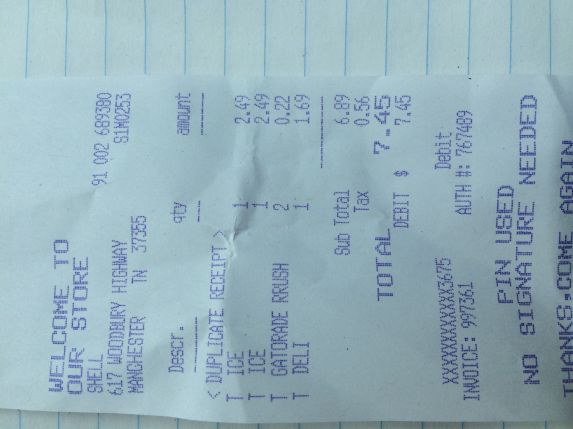 WELCOME TO
OUR STORE
SHELL 91 002 689380
617 WOODBURY HIGHWAY S1M0253
MANCHESTER TN 37355
Descr. qty amount
< DUPLICATE RECEIPT >
T ICE 1 2.49
T ICE 1 2.49
T GATORADE RRUSH 2 0.22
T DELI 1 1.69
Sub Total 6.89
Tax 0.56
TOTAL 7.45
DEBIT $ 7.45
XXXXXXXXXXXX3675 Debit
INVOICE: 997361 AUTH #: 767489
PIN USED
NO SIGNATURE NEEDED
THANKS,COME AGAIN